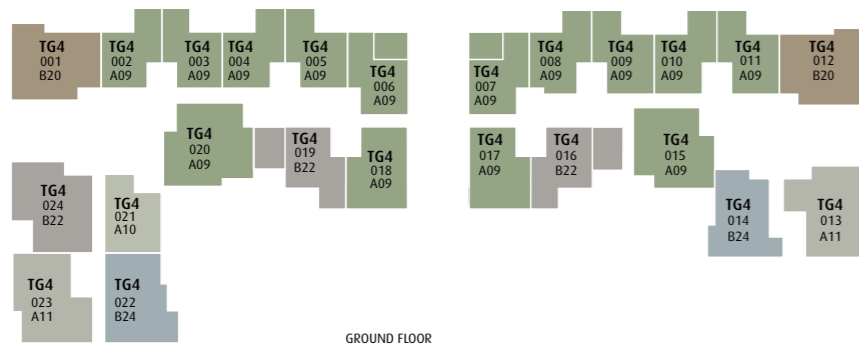 TG4
001
B20
TG4
002
A09
TG4
003
A09
TG4
004
A09
TG4
005
A09
TG4
006
A09
TG4
007
A09
TG4
008
A09
TG4
009
A09
TG4
010
A09
TG4
011
A09
TG4
012
B20
TG4
020
A09
TG4
019
B22
TG4
018
A09
TG4
017
A09
TG4
016
B22
TG4
015
A09
TG4
024
B22
TG4
021
A10
TG4
014
B24
TG4
013
A11
TG4
023
A11
TG4
022
B24
GROUND FLOOR